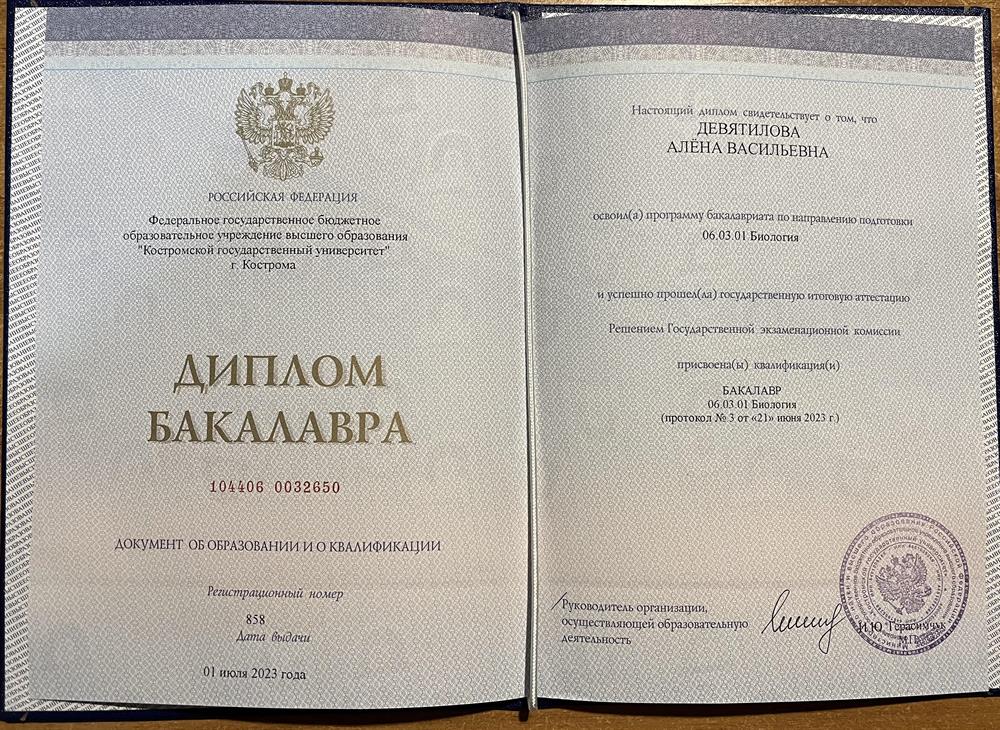 РОССИЙСКАЯ ФЕДЕРАЦИЯ
Федеральное государственное бюджетное
образовательное учреждение высшего образования
"Костромской государственный университет"
г. Кострома
ДИПЛОМ
БАКАЛАВРА
104406 0032650
ДОКУМЕНТ ОБ ОБРАЗОВАНИИ И О КВАЛИФИКАЦИИ
Регистрационный номер
858
Дата выдачи
01 июля 2023 года
Настоящий диплом свидетельствует о том, что
ДЕВЯТИЛОВА
АЛЁНА ВАСИЛЬЕВНА
освоил(а) программу бакалавриата по направлению подготовки
06.03.01 Биология
и успешно прошел(ла) государственную итоговую аттестацию
Решением Государственной экзаменационной комиссии
присвоена(ы) квалификация(и)
БАКАЛАВР
06.03.01 Биология
(протокол № 3 от «21» июня 2023 г.)
Руководитель организации,
осуществляющей образовательную
деятельность
И.Ю. Герасимчук
М.П.